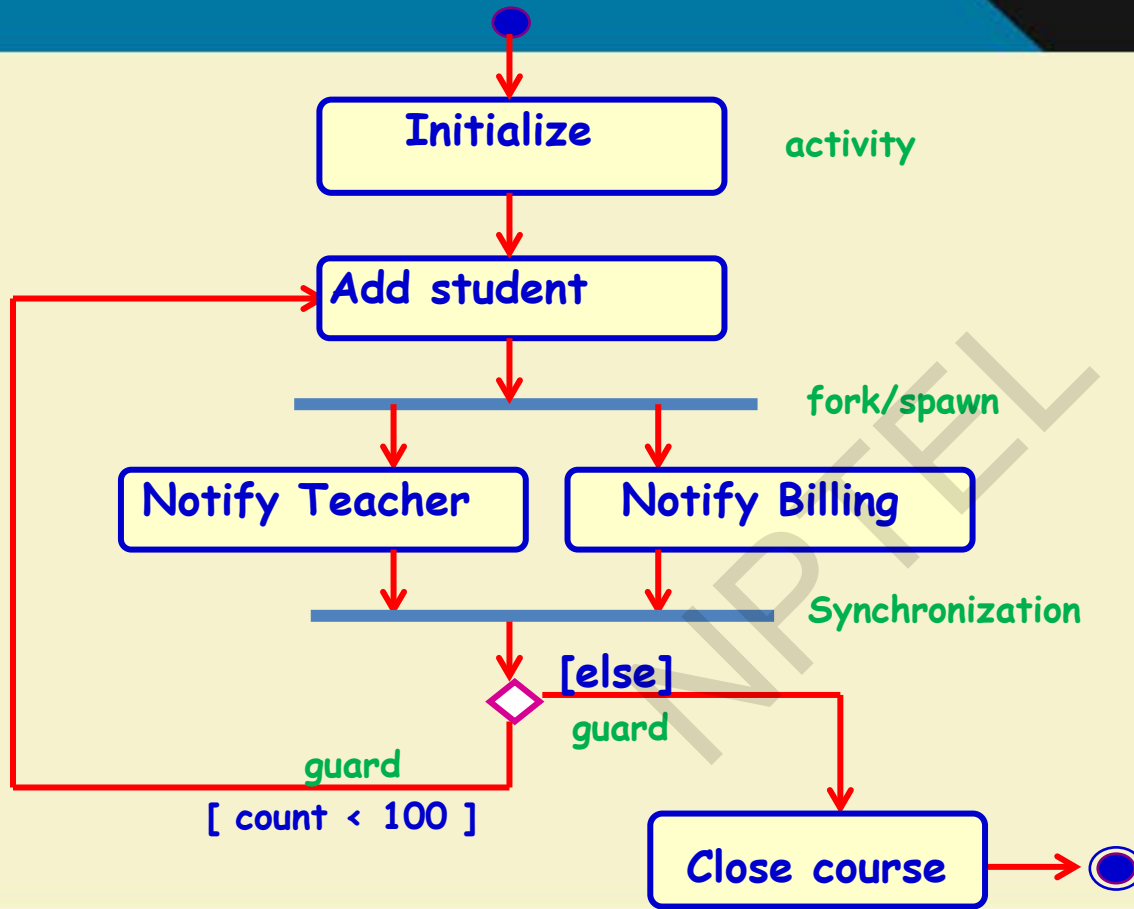 Initialize
activity
Add student
fork/spawn
Notify Teacher
Notify Billing
Synchronization
[else]
guard
guard
[ count < 100 ]
Close course
NPTEL